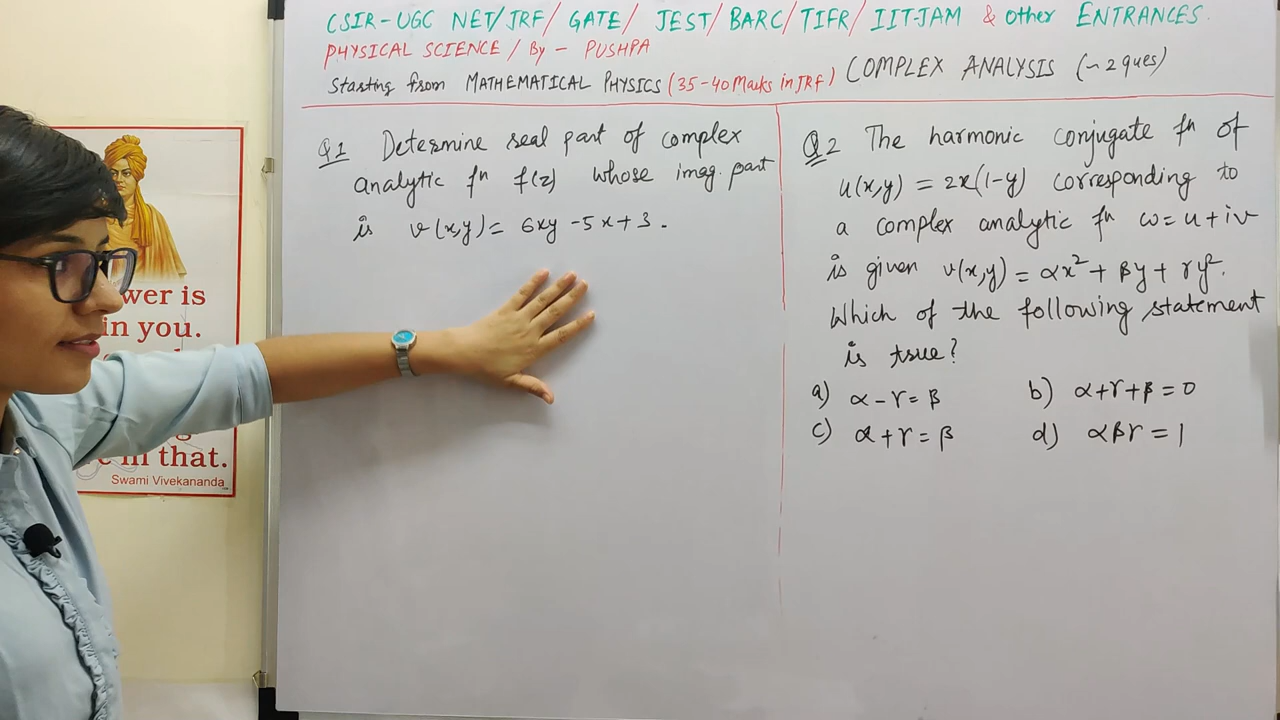 CSIR-UGC NET/JRF/ GATE/ JEST/ BARC/ TIFR/ IIT-JAM & Other ENTRANCES.
PHYSICAL SCIENCE / By - PUSHPA
Starting from MATHEMATICAL PHYSICS (35-40 Marks in JRF) COMPLEX ANALYSIS (~2 ques)
Q1 Determine real part of complex
analytic fn f(z) whose imag. part
is v(x,y) = 6xy - 5x + 3.
Q2 The harmonic conjugate fn of
u(x,y) = 2x(1-y) corresponding to
a complex analytic fn ω = u + iv
is given v(x,y) = αx² + βy + γy².
Which of the following statement
is true?
a) α - γ = β b) α + γ + β = 0
c) α + γ = β d) αβγ = 1
wer is
in you.
in that.
Swami Vivekananda